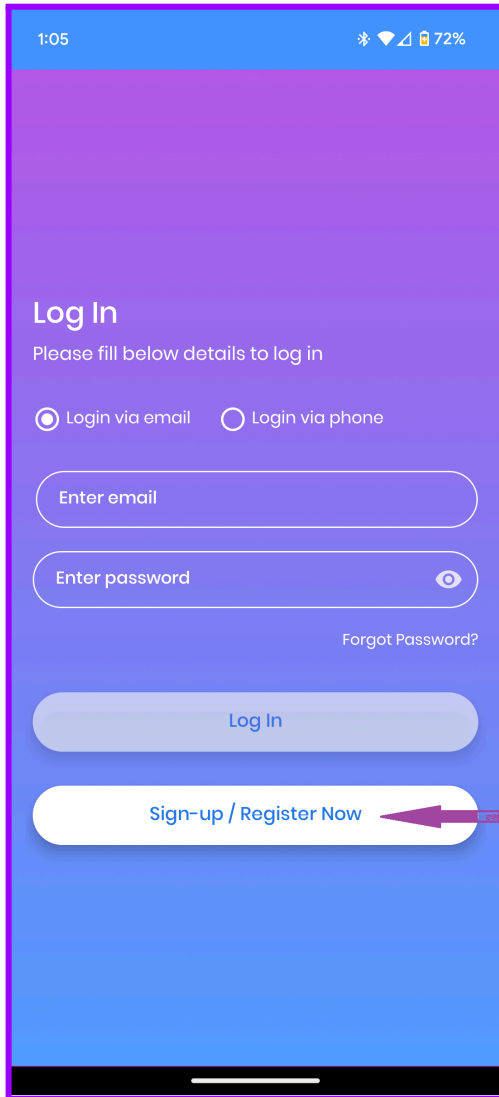 1:05 72%
Log In
Please fill below details to log in
Login via email Login via phone
Enter email
Enter password
Forgot Password?
Log In
Sign-up / Register Now